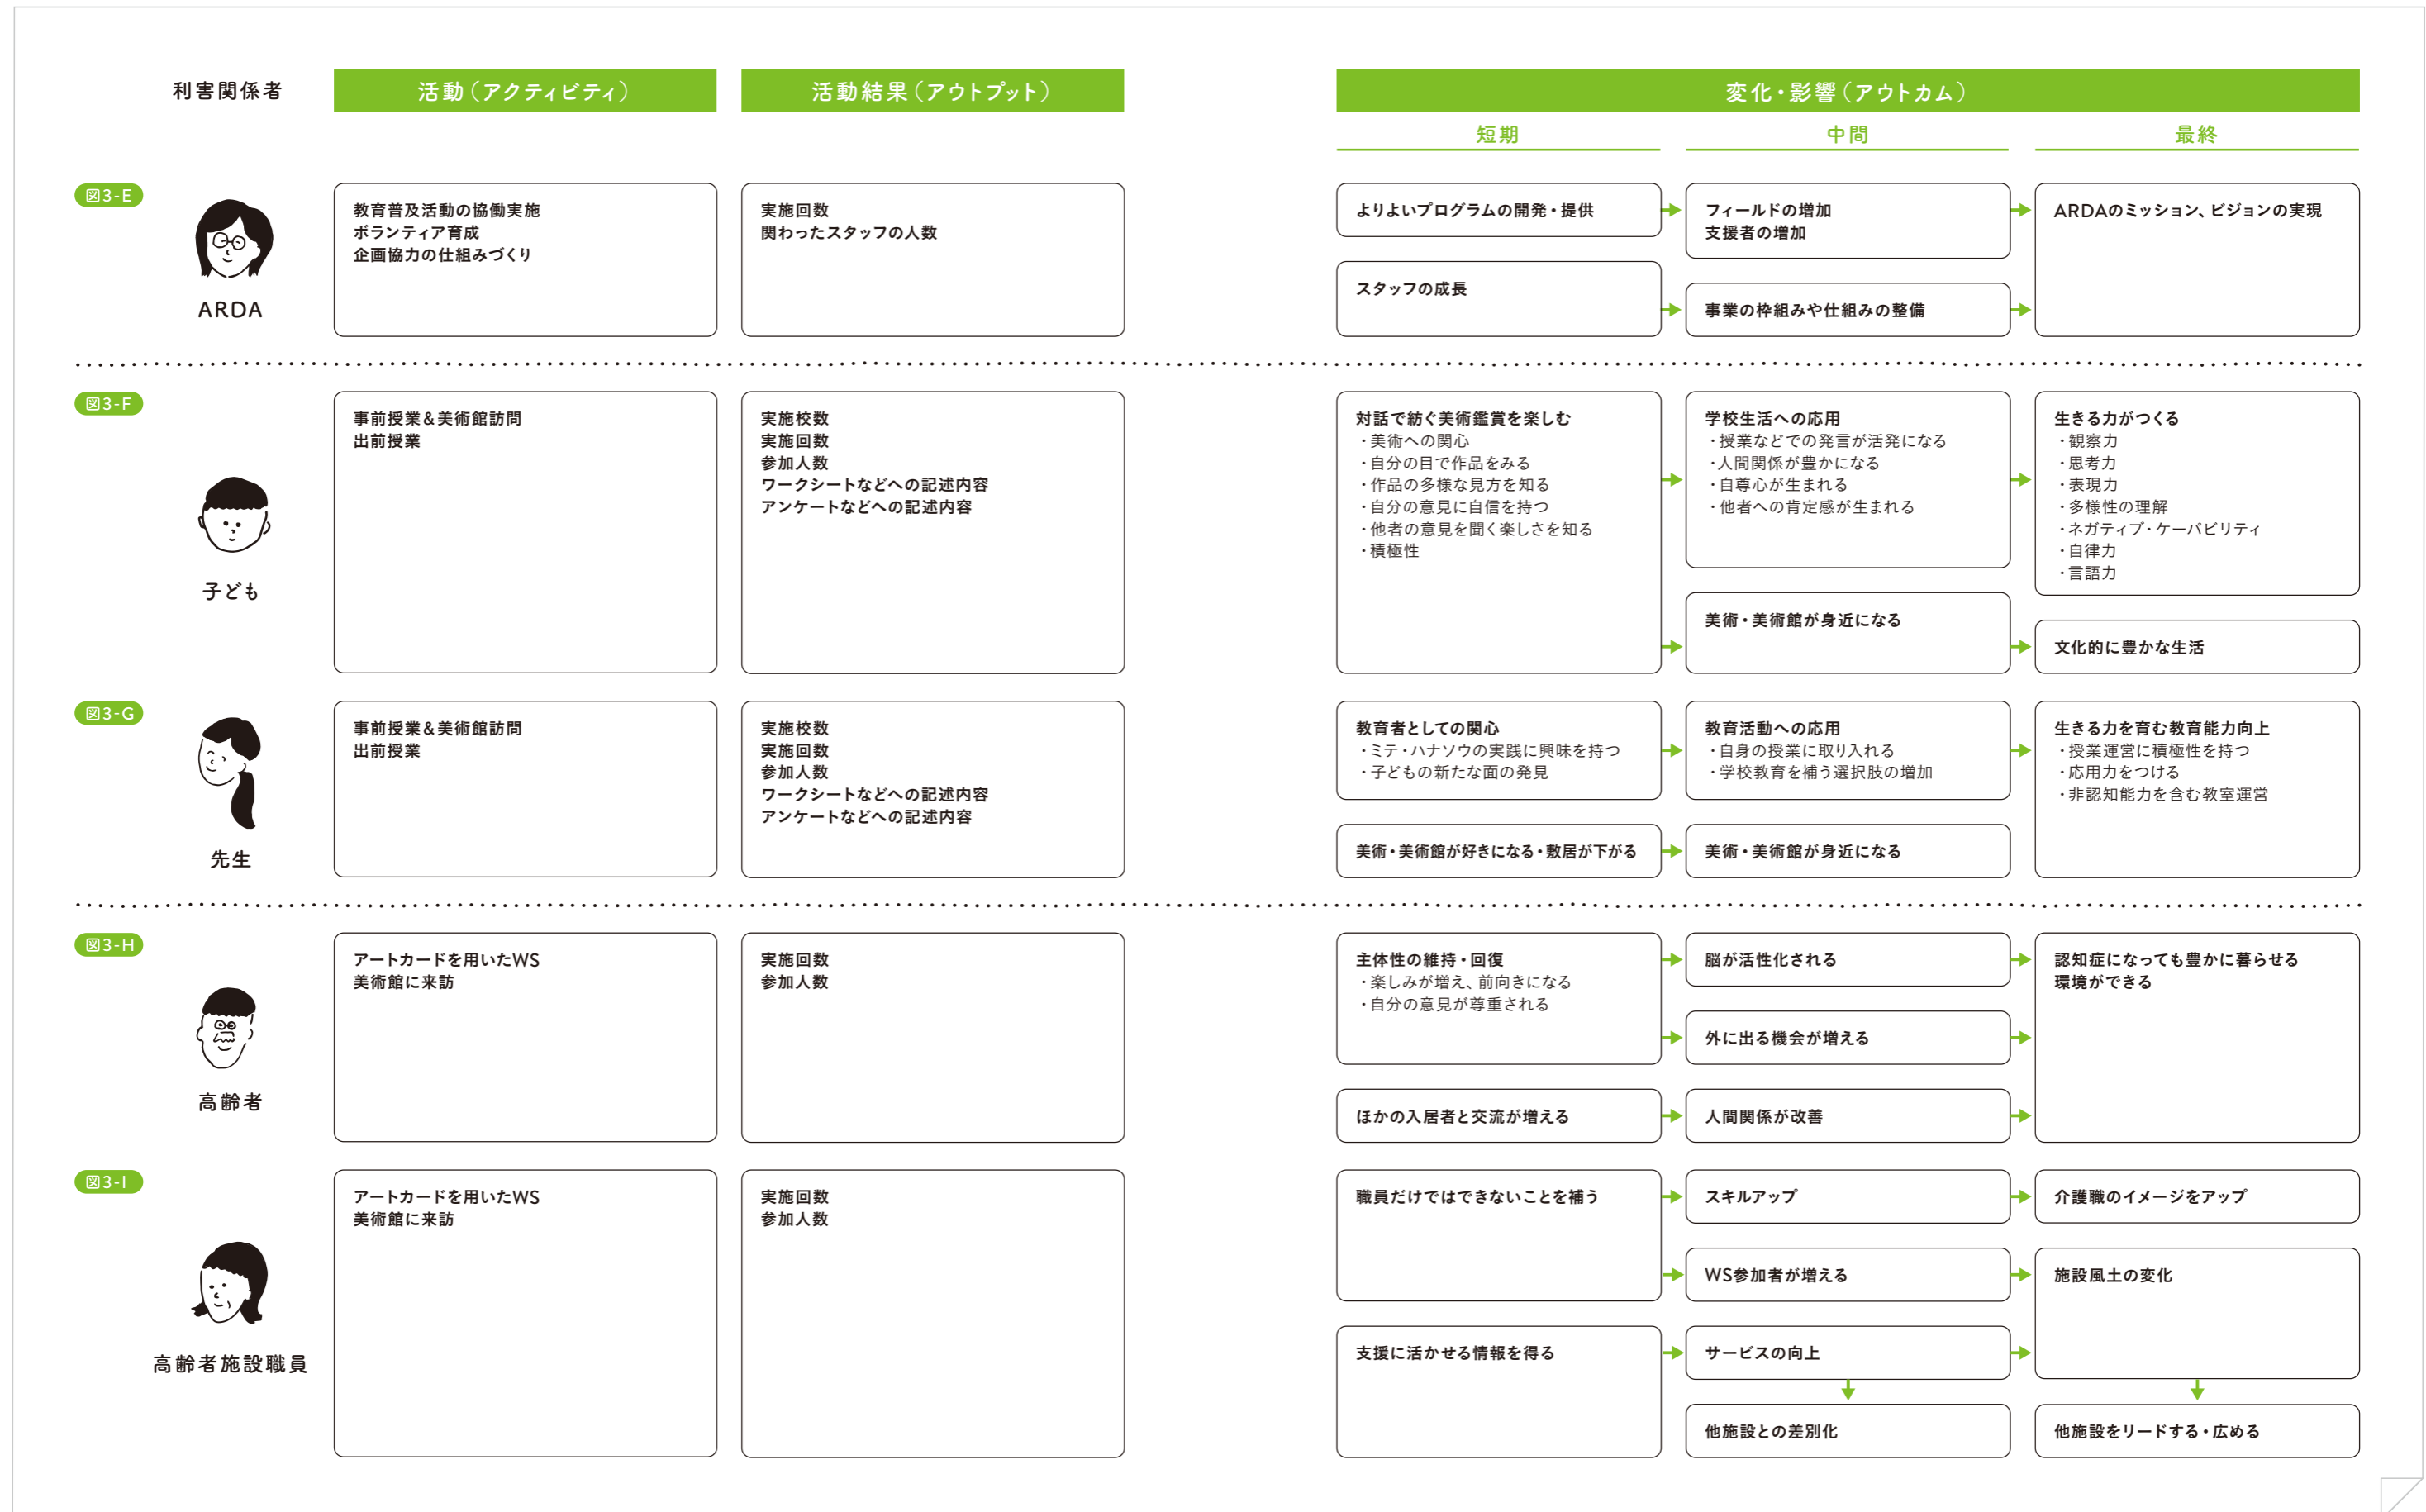 利害関係者
活動（アクティビティ）
活動結果（アウトプット）
変化・影響（アウトカム）
短期
中間
最終
図3-E
ARDA
教育普及活動の協働実施
ボランティア育成
企画協力の仕組みづくり
実施回数
関わったスタッフの人数
よりよいプログラムの開発・提供
スタッフの成長
フィールドの増加
支援者の増加
事業の枠組みや仕組みの整備
ARDAのミッション、ビジョンの実現
図3-F
子ども
事前授業&美術館訪問
出前授業
実施校数
実施回数
参加人数
ワークシートなどへの記述内容
アンケートなどへの記述内容
対話で紡ぐ美術鑑賞を楽しむ
・美術への関心
・自分の目で作品をみる
・作品の多様な見方を知る
・自分の意見に自信を持つ
・他者の意見を聞く楽しさを知る
・積極性
学校生活への応用
・授業などでの発言が活発になる
・人間関係が豊かになる
・自尊心が生まれる
・他者への肯定感が生まれる
美術・美術館が身近になる
生きる力がつくる
・観察力
・思考力
・表現力
・多様性の理解
・ネガティブ・ケーパビリティ
・自律力
・言語力
文化的に豊かな生活
図3-G
先生
事前授業&美術館訪問
出前授業
実施校数
実施回数
参加人数
ワークシートなどへの記述内容
アンケートなどへの記述内容
教育者としての関心
・ミテ・ハナソウの実践に興味を持つ
・子どもの新たな面の発見
美術・美術館が好きになる・敷居が下がる
教育活動への応用
・自身の授業に取り入れる
・学校教育を補う選択肢の増加
美術・美術館が身近になる
生きる力を育む教育能力向上
・授業運営に積極性を持つ
・応用力をつける
・非認知能力を含む教室運営
図3-H
高齢者
アートカードを用いたWS
美術館に来訪
実施回数
参加人数
主体性の維持・回復
・楽しみが増え、前向きになる
・自分の意見が尊重される
ほかの入居者と交流が増える
脳が活性化される
外に出る機会が増える
人間関係が改善
認知症になっても豊かに暮らせる
環境ができる
図3-I
高齢者施設職員
アートカードを用いたWS
美術館に来訪
実施回数
参加人数
職員だけではできないことを補う
支援に活かせる情報を得る
スキルアップ
WS参加者が増える
サービスの向上
他施設との差別化
介護職のイメージをアップ
施設風土の変化
他施設をリードする・広める